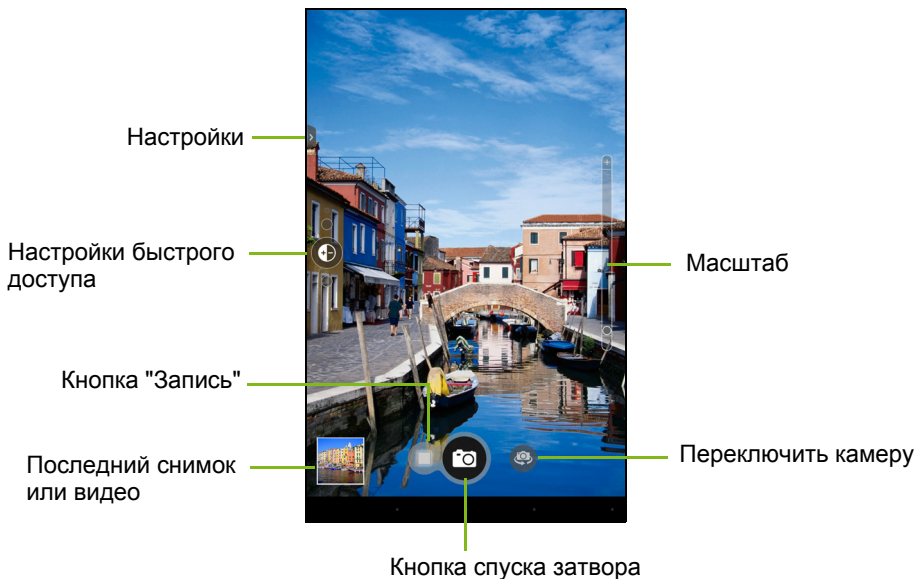 Настройки
Настройки быстрого
доступа
Масштаб
Кнопка "Запись"
Последний снимок
или видео
Переключить камеру
Кнопка спуска затвора